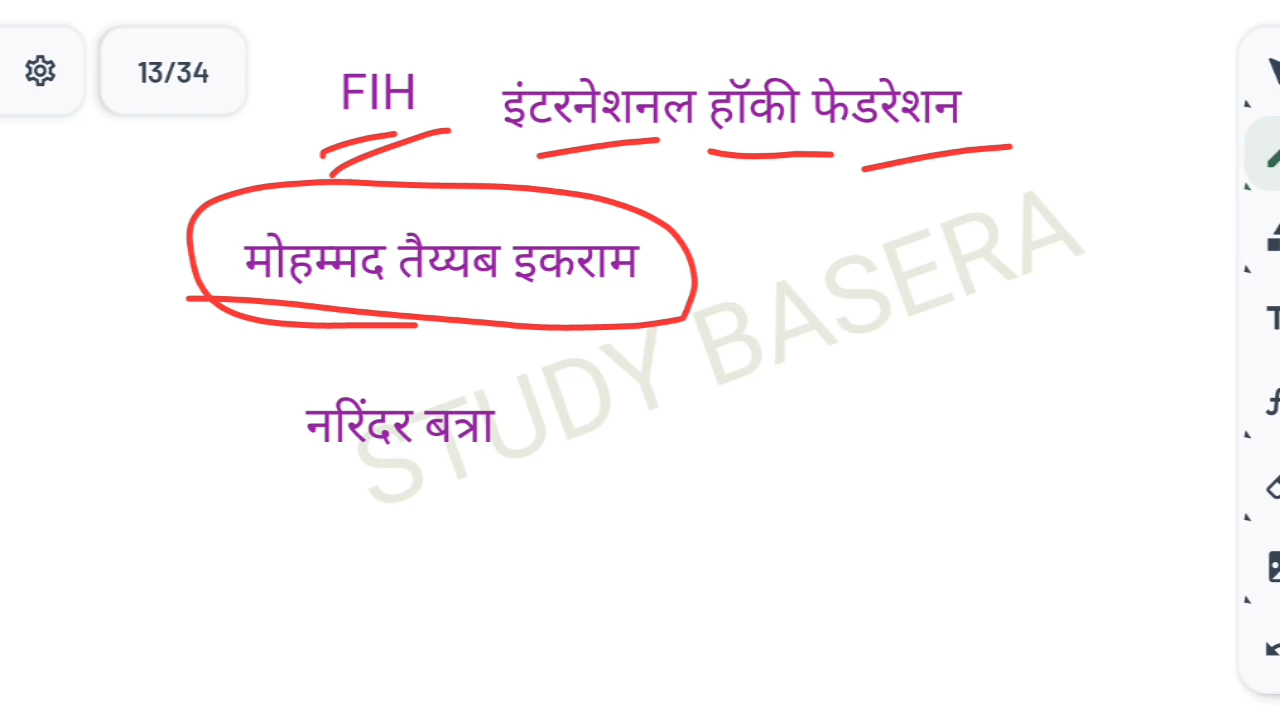 13/34
FIH इंटरनेशनल हॉकी फेडरेशन
मोहम्मद तैय्यब इकराम
नरिंदर बत्रा
STUDY BASERA